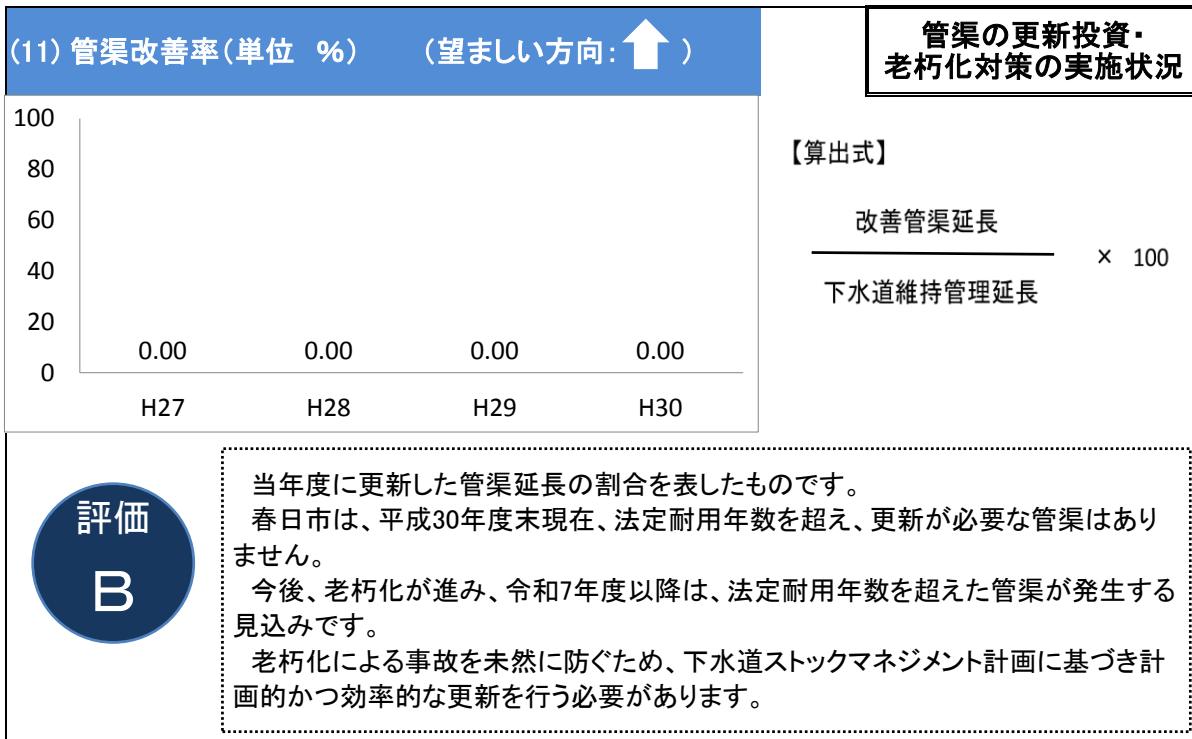 (11) 管渠改善率(単位 %) (望ましい方向: )
管渠の更新投資・
老朽化対策の実施状況
100
80
60
40
20
0
0.00 0.00 0.00 0.00
H27 H28 H29 H30
【算出式】
改善管渠延長
× 100
下水道維持管理延長
評価
B
当年度に更新した管渠延長の割合を表したものです。
春日市は、平成30年度末現在、法定耐用年数を超え、更新が必要な管渠はあり
ません。
今後、老朽化が進み、令和7年度以降は、法定耐用年数を超えた管渠が発生する
見込みです。
老朽化による事故を未然に防ぐため、下水道ストックマネジメント計画に基づき計
画的かつ効率的な更新を行う必要があります。